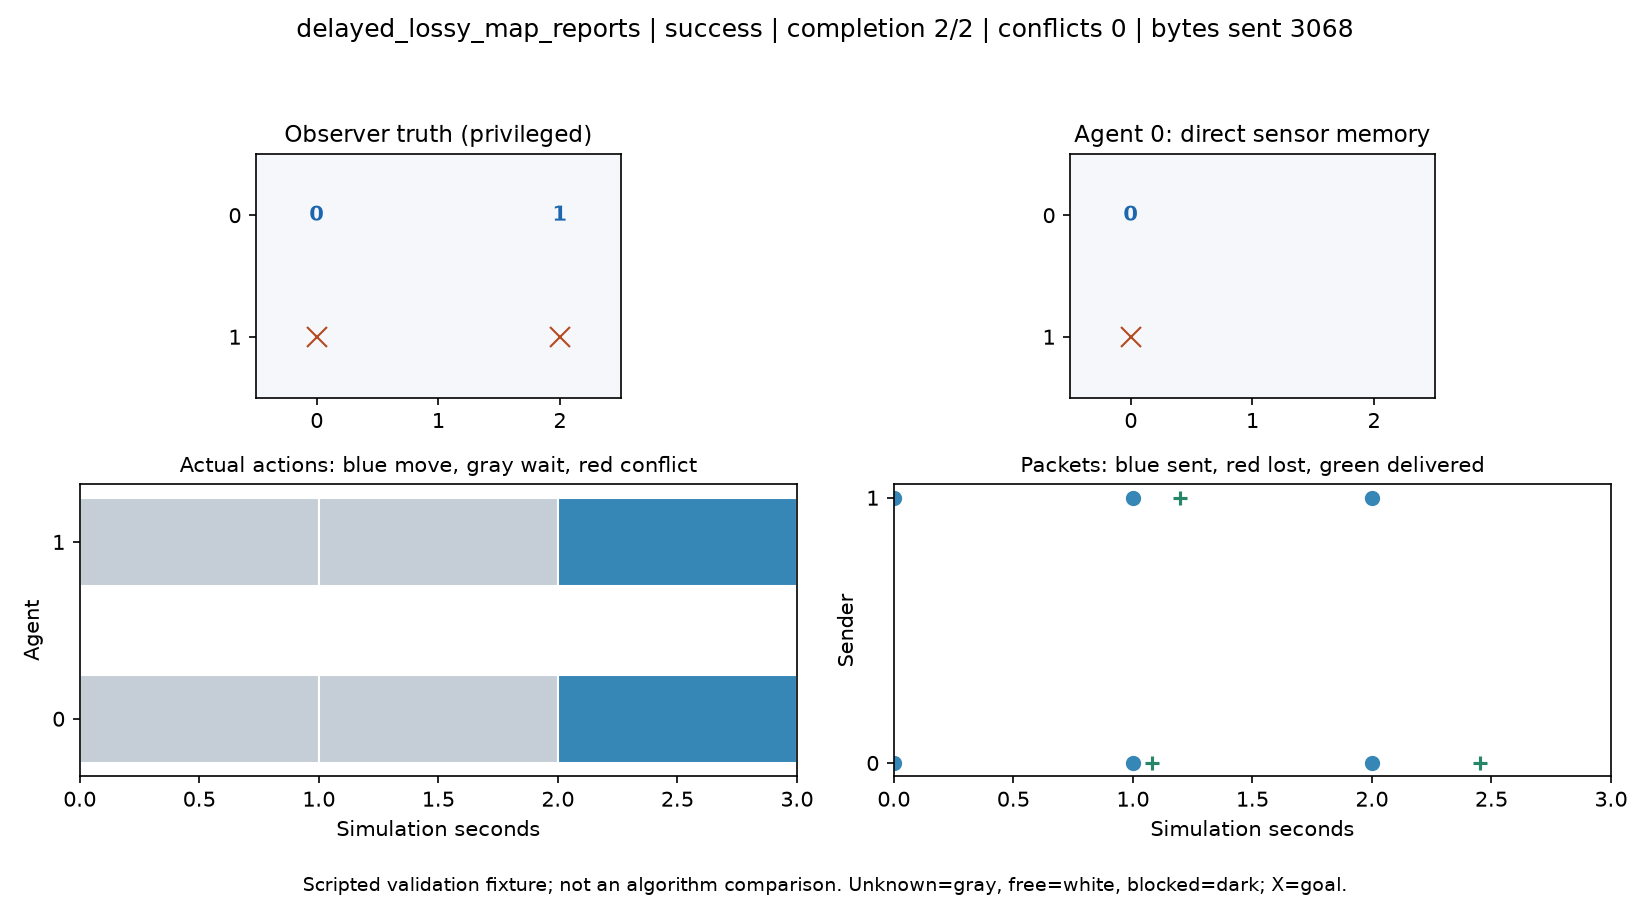 delayed_lossy_map_reports | success | completion 2/2 | conflicts 0 | bytes sent 3068
Observer truth (privileged)
0 1
0
1
0 1 2
Agent 0: direct sensor memory
0
0
1
0 1 2
Actual actions: blue move, gray wait, red conflict
Agent
1
0
0.0 0.5 1.0 1.5 2.0 2.5 3.0
Simulation seconds
Packets: blue sent, red lost, green delivered
Sender
1
0
0.0 0.5 1.0 1.5 2.0 2.5 3.0
Simulation seconds
Scripted validation fixture; not an algorithm comparison. Unknown=gray, free=white, blocked=dark; X=goal.